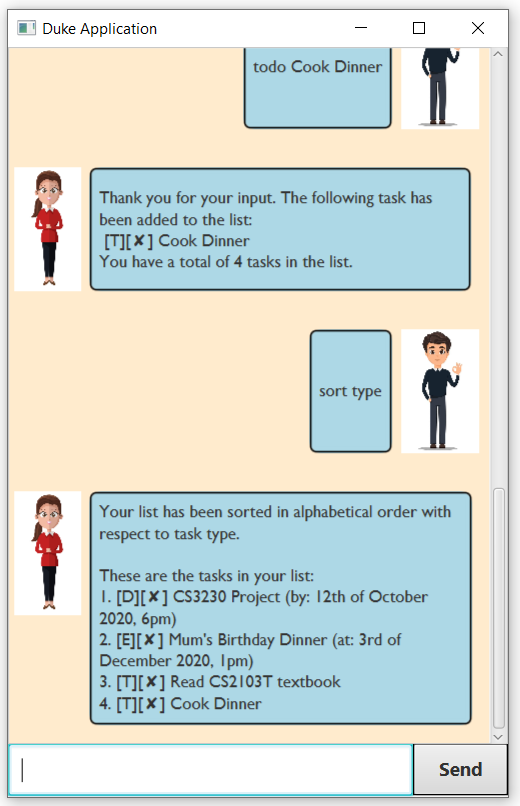 Duke Application
todo Cook Dinner
Thank you for your input. The following task has
been added to the list:
[T][✘] Cook Dinner
You have a total of 4 tasks in the list.
sort type
Your list has been sorted in alphabetical order with
respect to task type.
These are the tasks in your list:
1. [D][✘] CS3230 Project (by: 12th of October
2020, 6pm)
2. [E][✘] Mum's Birthday Dinner (at: 3rd of
December 2020, 1pm)
3. [T][✘] Read CS2103T textbook
4. [T][✘] Cook Dinner
Send